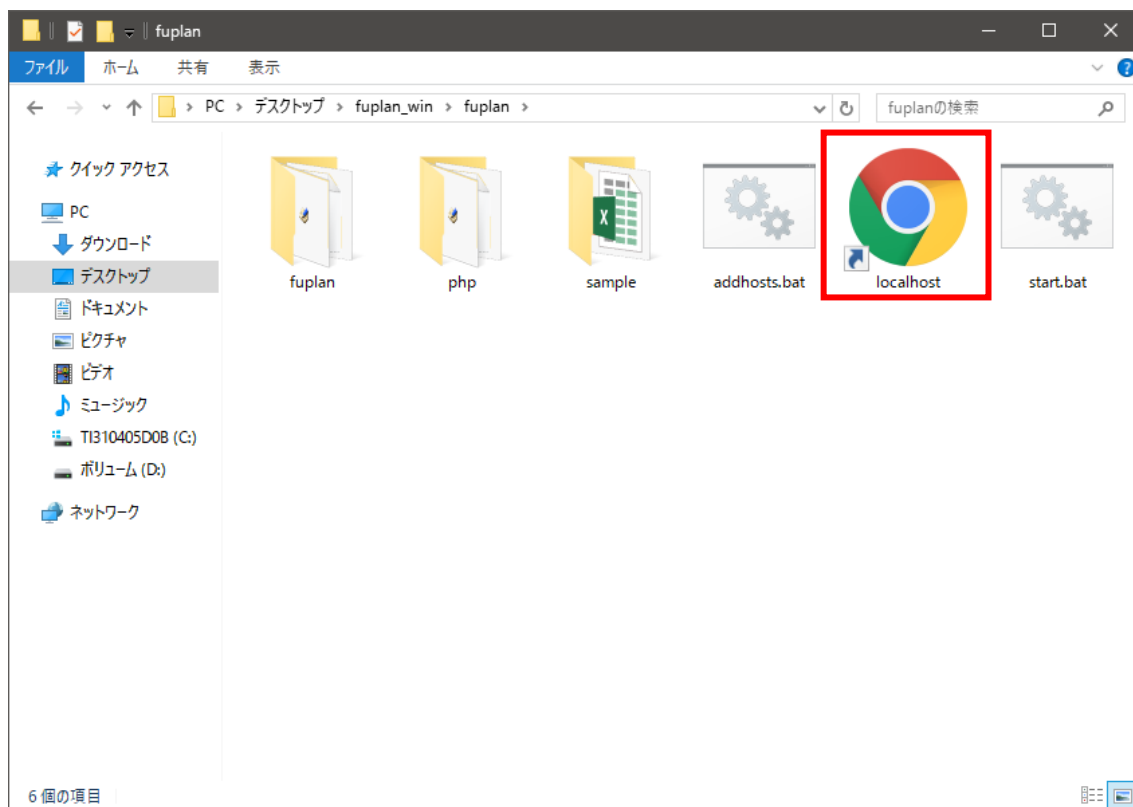 fuplan
ファイル ホーム 共有 表示
PC > デスクトップ > fuplan_win > fuplan >
fuplanの検索
クイック アクセス
PC
ダウンロード
デスクトップ
ドキュメント
ピクチャ
ビデオ
ミュージック
TI310405D0B (C:)
ボリューム (D:)
ネットワーク
fuplan php sample addhosts.bat localhost start.bat
6 個の項目